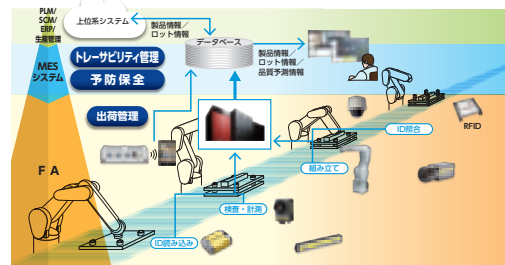 PLM/
SCM/
ERP/
生産管理
上位系システム
製品情報/
ロット情報
データベース
製品情報/
ロット情報/
品質予測情報
MES
システム
トレーサビリティ管理
予防保全
出荷管理
FA
ID照合
RFID
組み立て
検査・計測
ID読み込み